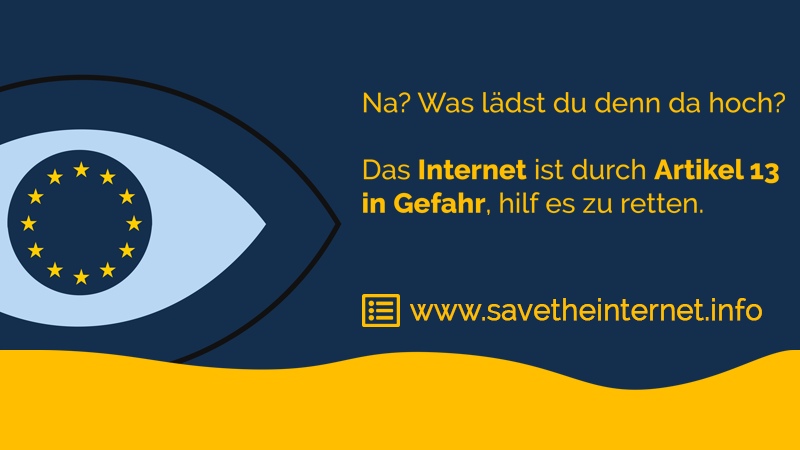 Na? Was lädst du denn da hoch?
Das Internet ist durch Artikel 13
in Gefahr, hilf es zu retten.
www.savetheinternet.info